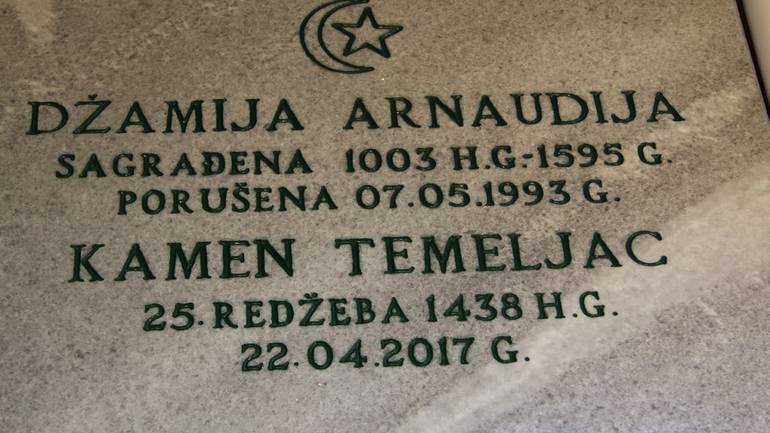 DŽAMIJA ARNAUDIJA
SAGRAĐENA 1003 H.G.-1595 G.
PORUŠENA 07.05.1993 G.
KAMEN TEMELJAC
25.REDŽEBA 1438 H.G.
22.04.2017 G.